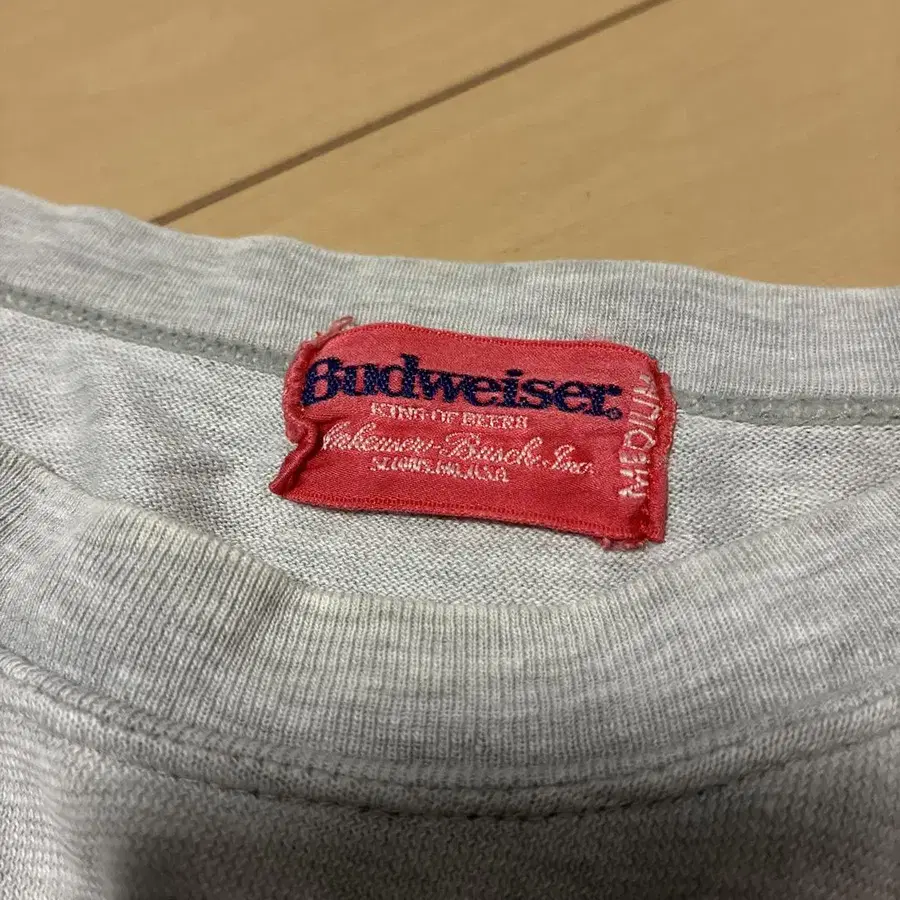 Budweiser®
KING OF BEERS
Anheuser-Busch, Inc.
ST. LOUIS, MO. U.S.A.
MEDIUM